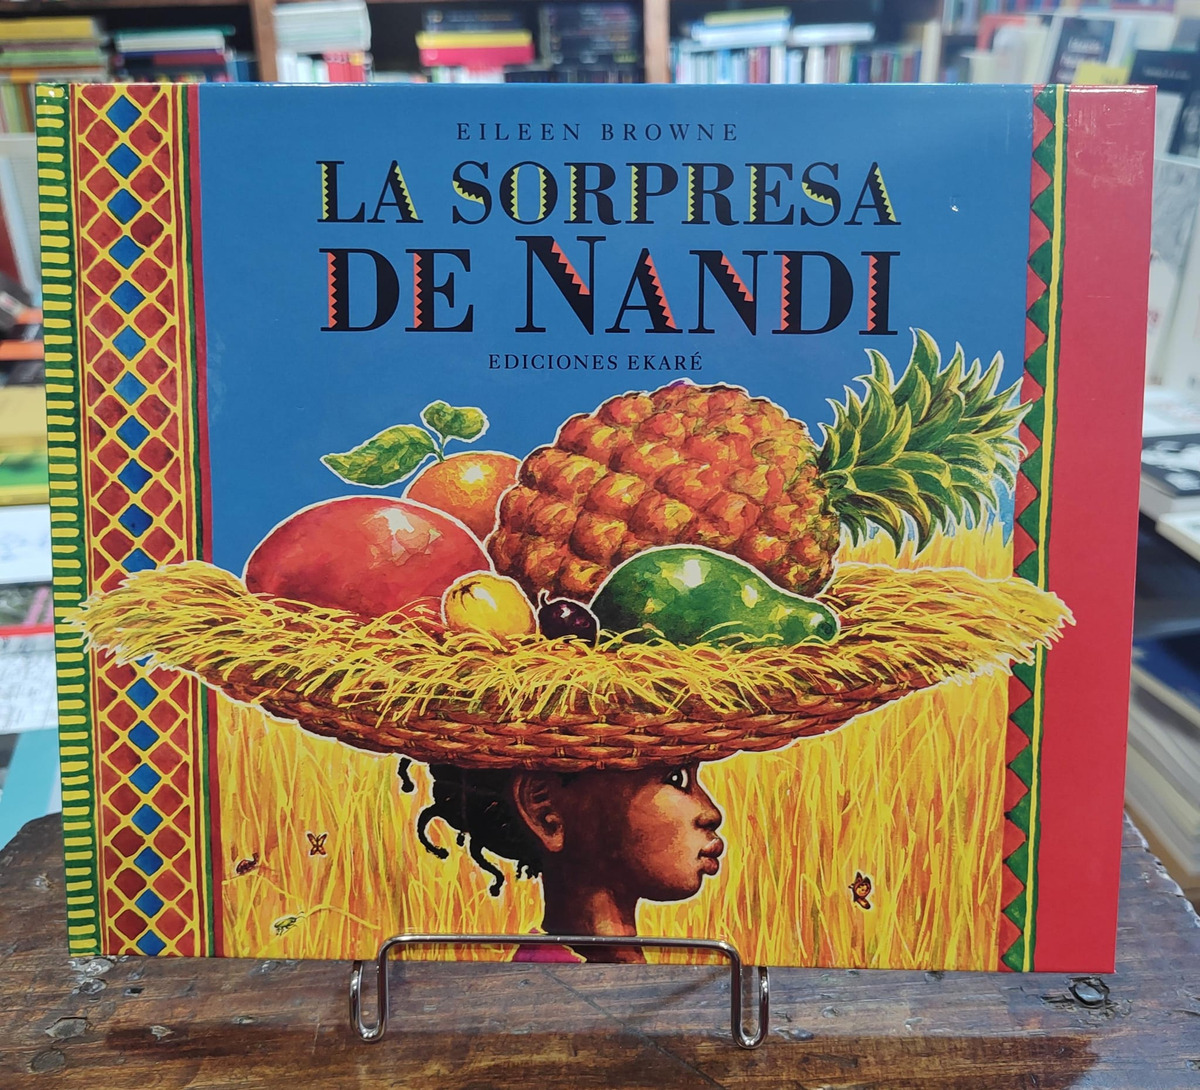 EILEEN BROWNE
LA SORPRESA
DE NANDI
EDICIONES EKARÉ